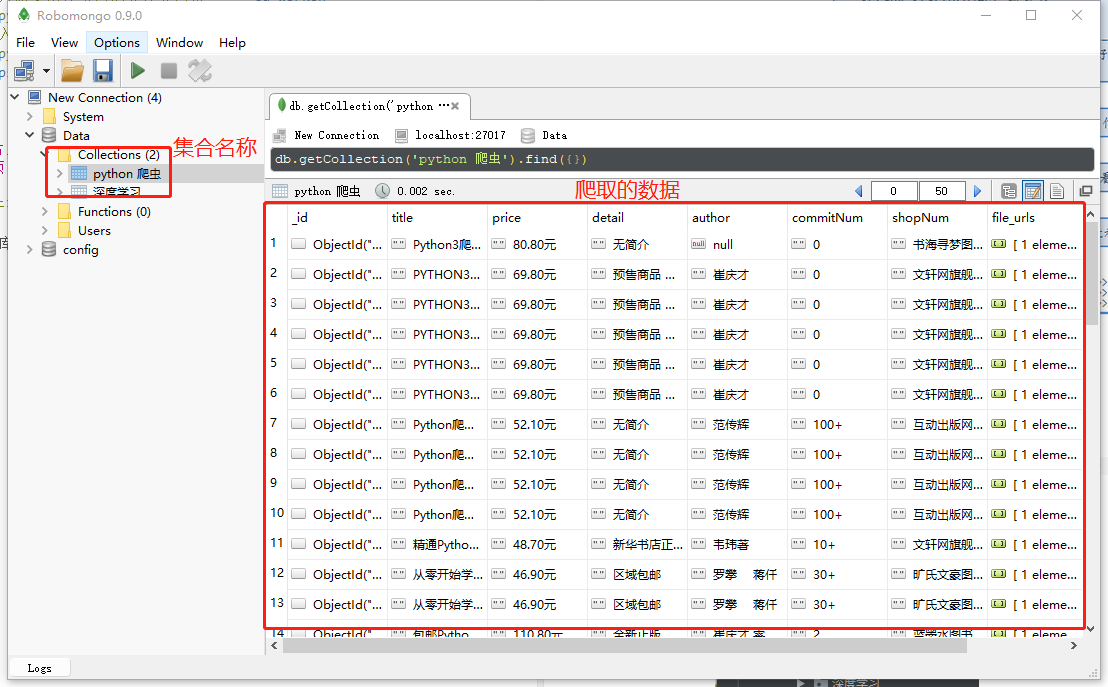 Robomongo 0.9.0
File View Options Window Help
New Connection (4)
System
Data
Collections (2)
集合名称
python 爬虫
深度学习
Functions (0)
Users
config
db.getCollection('python ···
New Connection localhost:27017 Data
db.getCollection('python 爬虫').find({})
python 爬虫 0.002 sec. 爬取的数据 0 50
_id title price detail author commitNum shopNum file_urls
1 ObjectId("... Python3爬... 80.80元 无简介 null 0 书海寻梦图... [ 1 eleme...
2 ObjectId("... PYTHON3... 69.80元 预售商品 ... 崔庆才 0 文轩网旗舰... [ 1 eleme...
3 ObjectId("... PYTHON3... 69.80元 预售商品 ... 崔庆才 0 文轩网旗舰... [ 1 eleme...
4 ObjectId("... PYTHON3... 69.80元 预售商品 ... 崔庆才 0 文轩网旗舰... [ 1 eleme...
5 ObjectId("... PYTHON3... 69.80元 预售商品 ... 崔庆才 0 文轩网旗舰... [ 1 eleme...
6 ObjectId("... PYTHON3... 69.80元 预售商品 ... 崔庆才 0 文轩网旗舰... [ 1 eleme...
7 ObjectId("... Python爬... 52.10元 无简介 范传辉 100+ 互动出版网... [ 1 eleme...
8 ObjectId("... Python爬... 52.10元 无简介 范传辉 100+ 互动出版网... [ 1 eleme...
9 ObjectId("... Python爬... 52.10元 无简介 范传辉 100+ 互动出版网... [ 1 eleme...
10 ObjectId("... Python爬... 52.10元 无简介 范传辉 100+ 互动出版网... [ 1 eleme...
11 ObjectId("... 精通Pytho... 48.70元 新华书店正... 韦玮著 10+ 文轩网旗舰... [ 1 eleme...
12 ObjectId("... 从零开始学... 46.90元 区域包邮 罗攀 蒋仟 30+ 旷氏文豪图... [ 1 eleme...
13 ObjectId("... 从零开始学... 46.90元 区域包邮 罗攀 蒋仟 30+ 旷氏文豪图... [ 1 eleme...
14 ObjectId("... 包邮Pytho... 110.80元 全新正版 崔庆才 2 蓝墨水图书 [ 1 eleme...
Logs
深度学习